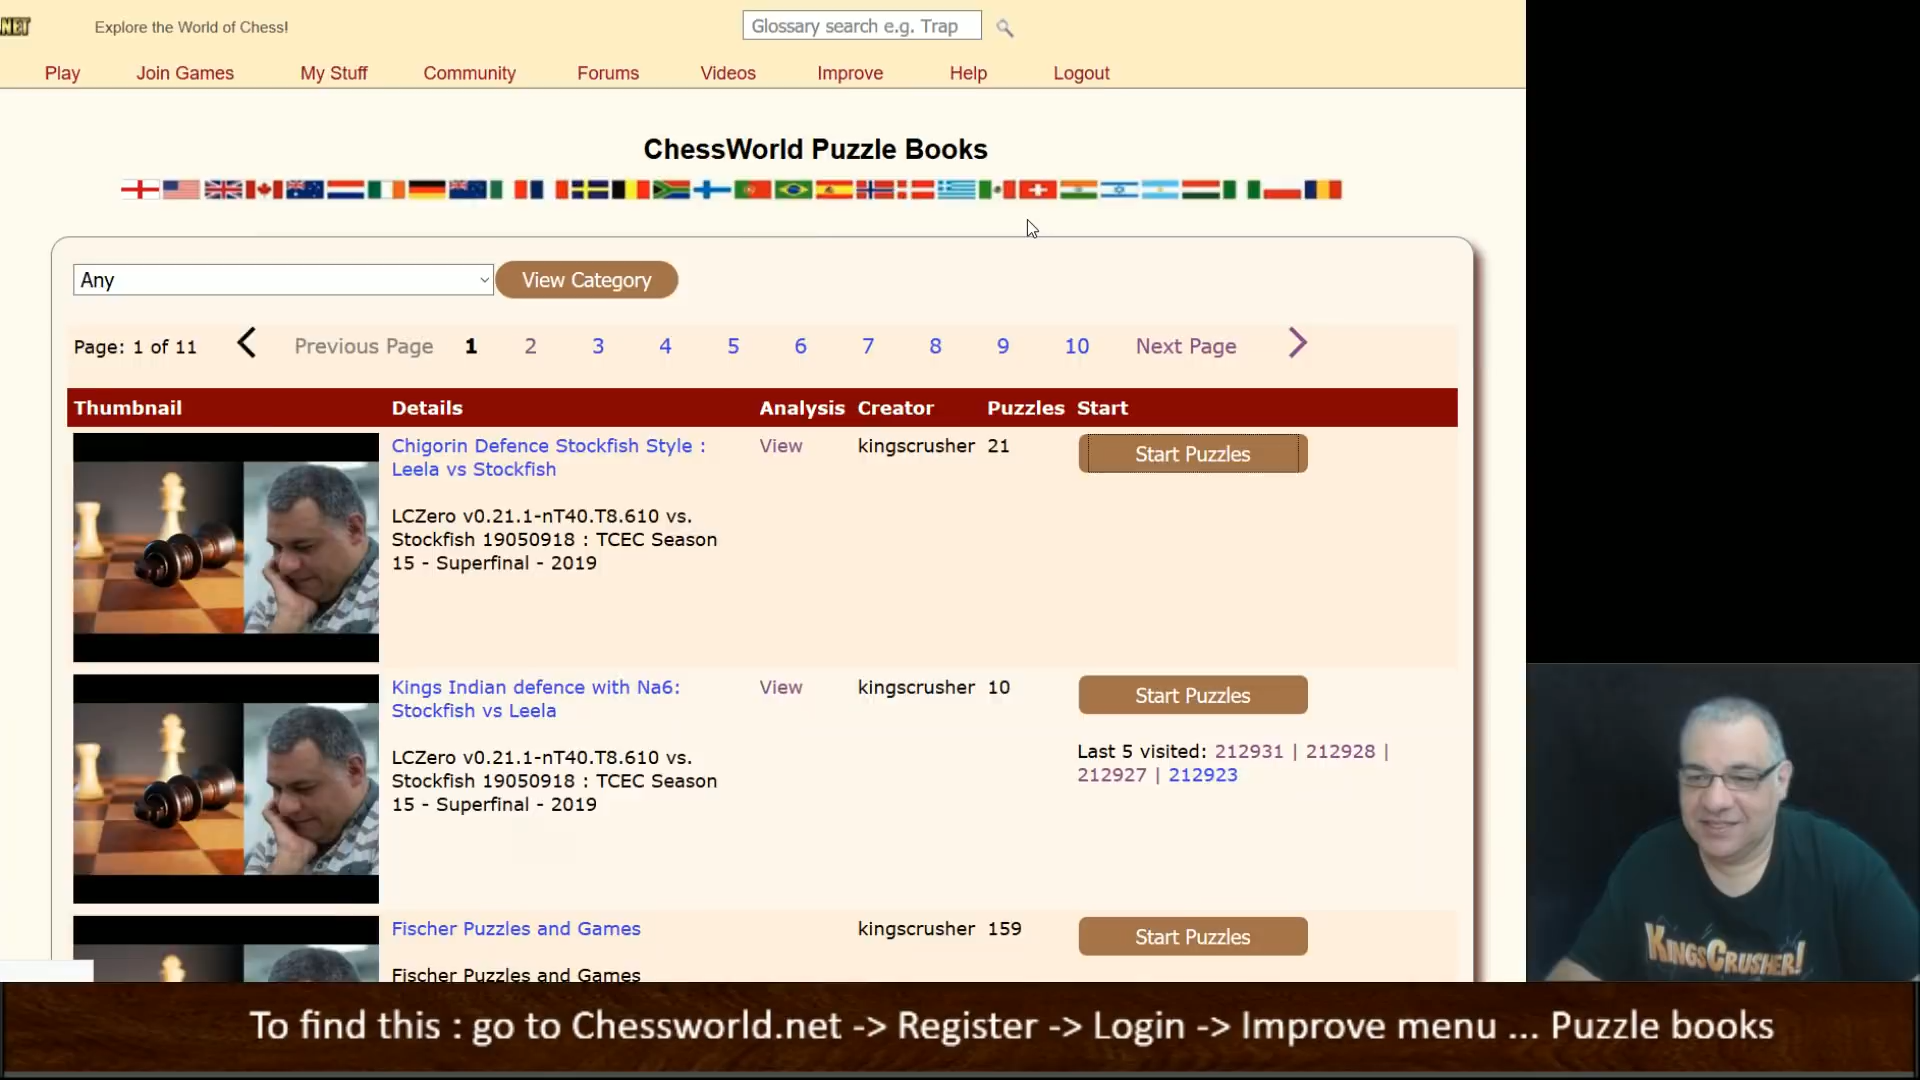 NET
Explore the World of Chess!
Glossary search e.g. Trap
Play Join Games My Stuff Community Forums Videos Improve Help Logout
ChessWorld Puzzle Books
Any
View Category
Page: 1 of 11 Previous Page 1 2 3 4 5 6 7 8 9 10 Next Page
Thumbnail Details Analysis Creator Puzzles Start
Chigorin Defence Stockfish Style : View kingscrusher 21 Start Puzzles
Leela vs Stockfish
LCZero v0.21.1-nT40.T8.610 vs.
Stockfish 19050918 : TCEC Season
15 - Superfinal - 2019
Kings Indian defence with Na6: View kingscrusher 10 Start Puzzles
Stockfish vs Leela
Last 5 visited: 212931 | 212928 |
LCZero v0.21.1-nT40.T8.610 vs.
212927 | 212923
Stockfish 19050918 : TCEC Season
15 - Superfinal - 2019
Fischer Puzzles and Games kingscrusher 159 Start Puzzles
Fischer Puzzles and Games
KINGSCRUSHER!
To find this : go to Chessworld.net -> Register -> Login -> Improve menu ... Puzzle books